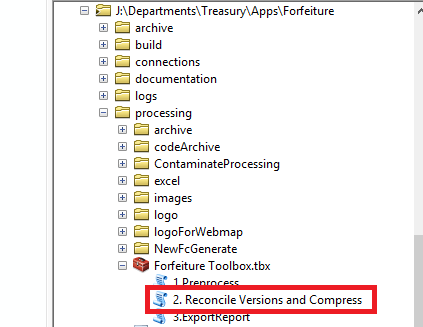 J:\Departments\Treasury\Apps\Forfeiture
archive
build
connections
documentation
logs
processing
archive
codeArchive
ContaminateProcessing
excel
images
logo
logoForWebmap
NewFcGenerate
Forfeiture Toolbox.tbx
1.Preprocess
2. Reconcile Versions and Compress
3.ExportReport